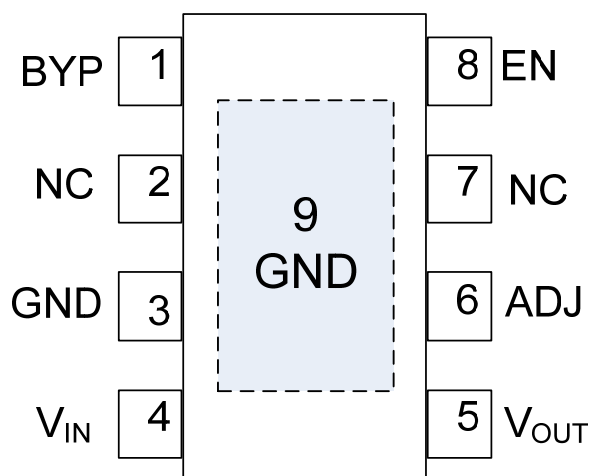 BYP 1 8 EN
NC 2 7 NC
9
GND
GND 3 6 ADJ
VIN 4 5 VOUT